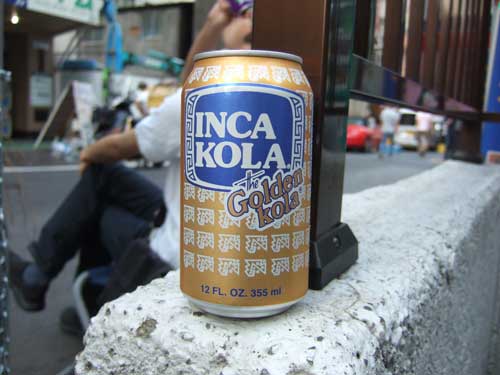 INCA
KOLA
the
Golden
kola
12 FL. OZ. 355 ml